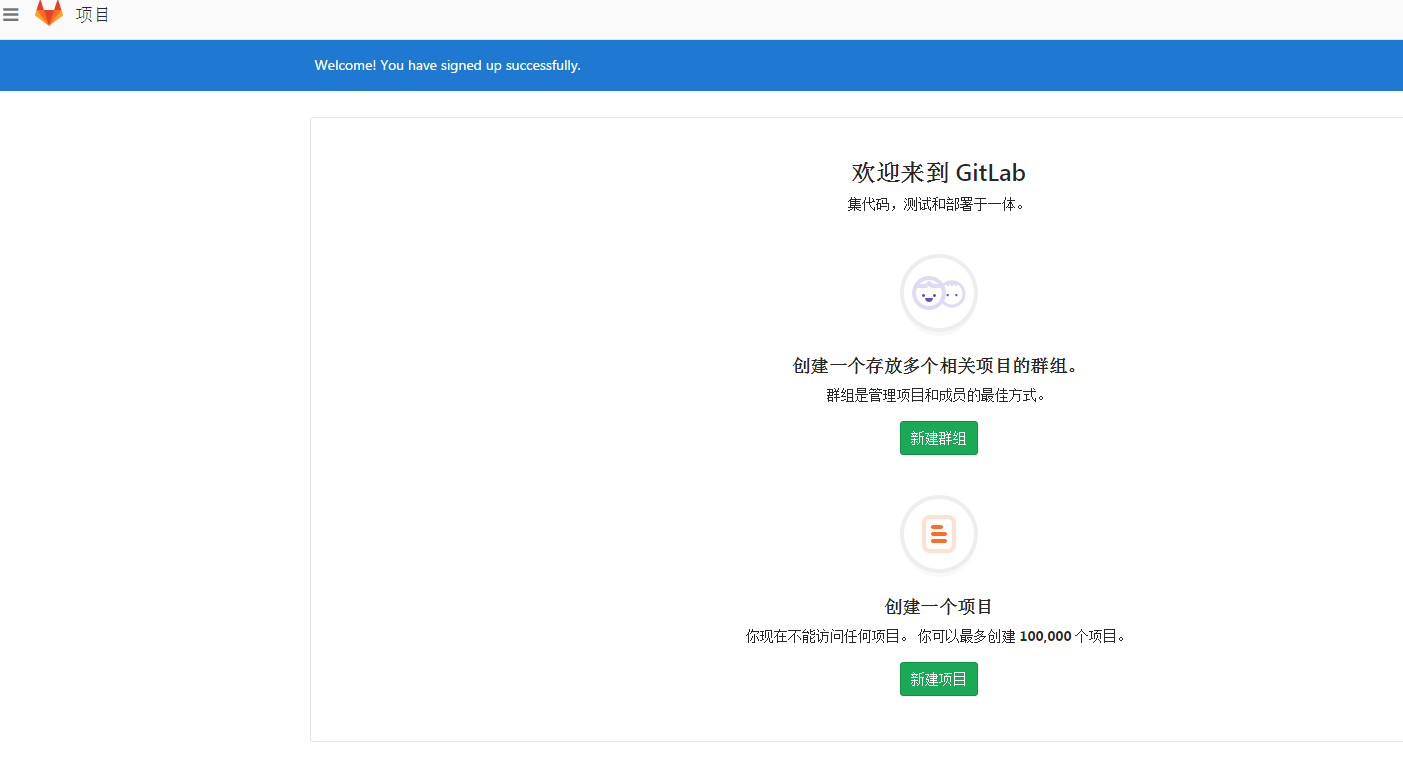 项目
Welcome! You have signed up successfully.
欢迎来到 GitLab
集代码，测试和部署于一体。
创建一个存放多个相关项目的群组。
群组是管理项目和成员的最佳方式。
新建群组
创建一个项目
你现在不能访问任何项目。 你可以最多创建 100,000 个项目。
新建项目